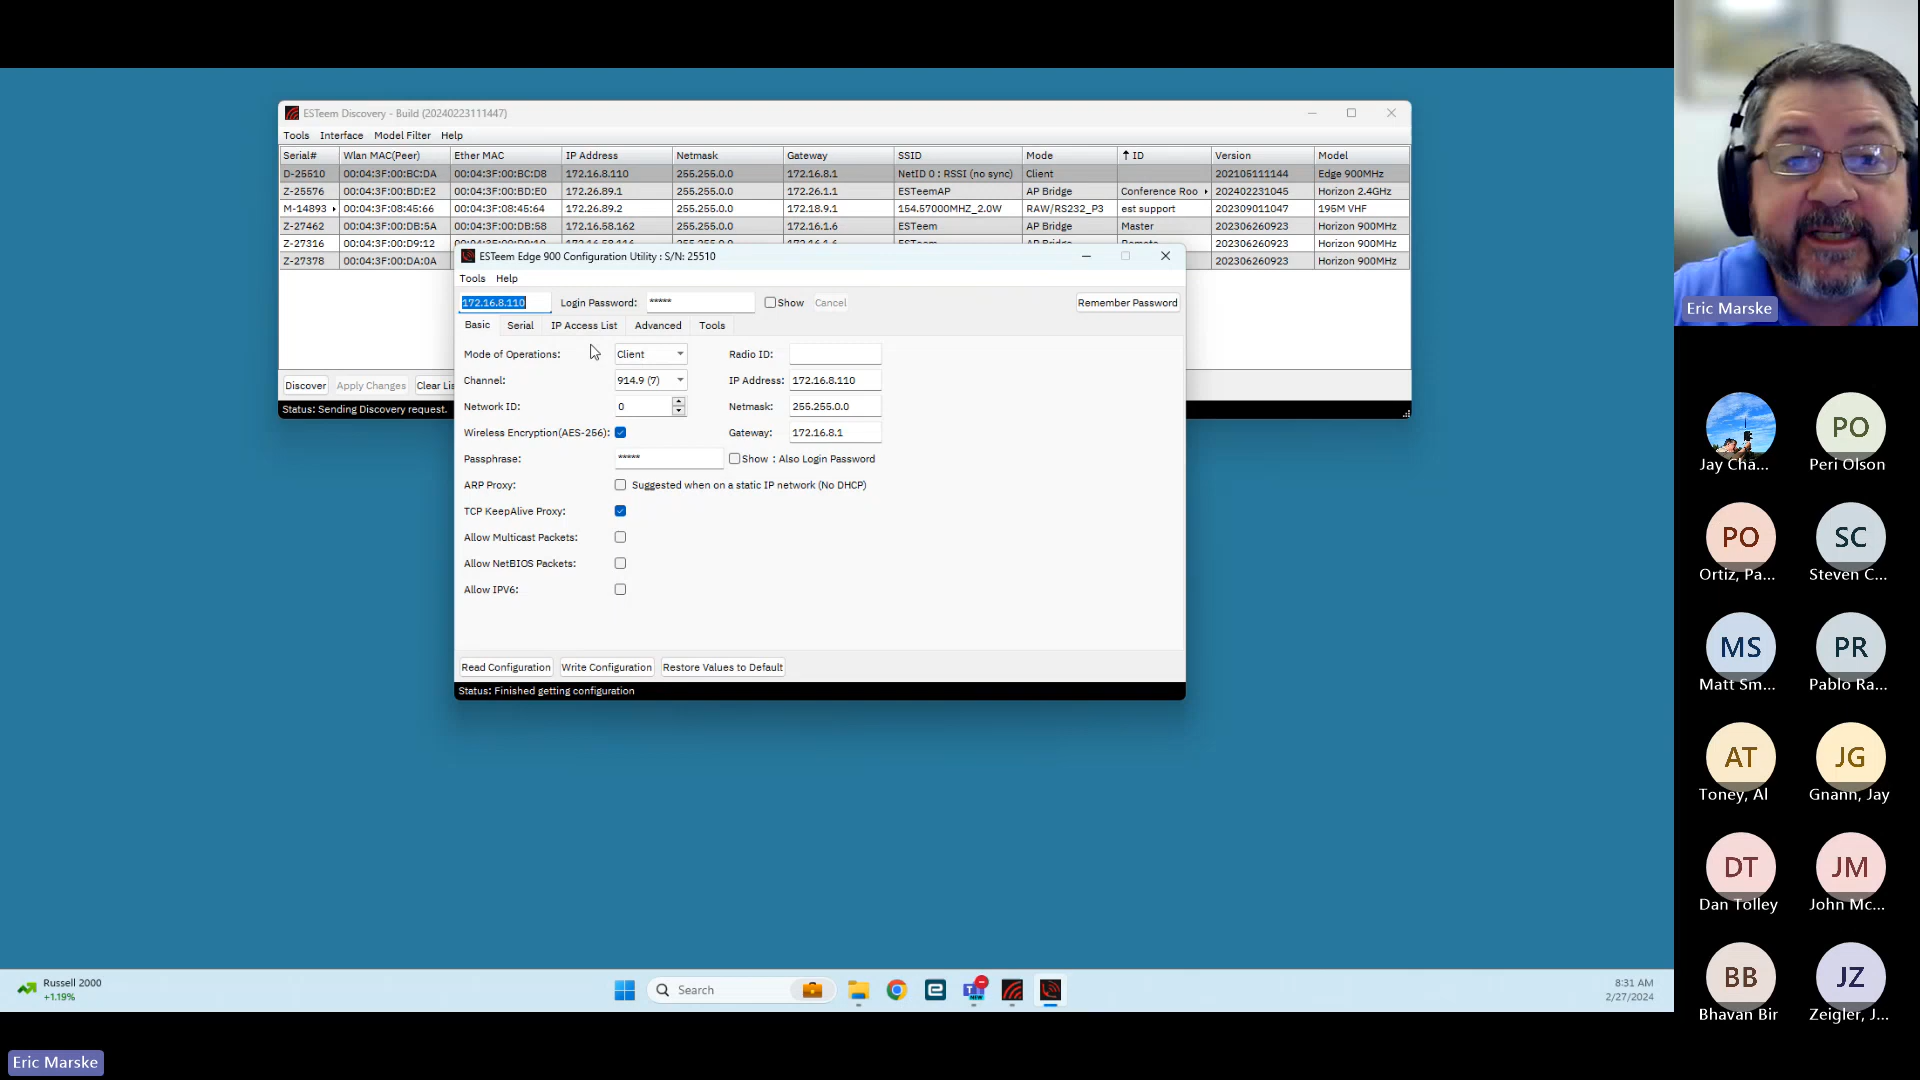 ESTeem Discovery - Build (20240223111447)
Tools Interface Model Filter Help
Serial# Wlan MAC(Peer) Ether MAC IP Address Netmask Gateway SSID Mode ID Version Model
D-25510 00:04:3F:00:BC:DA 00:04:3F:00:BC:D8 172.16.8.110 255.255.0.0 172.16.8.1 NetID 0 : RSSI (no sync) Client 202105111144 Edge 900MHz
Z-25576 00:04:3F:00:BD:E2 00:04:3F:00:BD:E0 172.26.89.1 255.255.0.0 172.26.1.1 ESTeemAP AP Bridge Conference Roo 202402231045 Horizon 2.4GHz
M-14893 00:04:3F:08:45:66 00:04:3F:08:45:64 172.26.89.2 255.255.0.0 172.18.9.1 154.57000MHZ_2.0W RAW/RS232_P3 est support 202309011047 195M VHF
Z-27462 00:04:3F:00:DB:5A 00:04:3F:00:DB:58 172.16.58.162 255.255.0.0 172.16.1.6 ESTeem AP Bridge Master 202306260923 Horizon 900MHz
Z-27316 00:04:3F:00:D9:12 202306260923 Horizon 900MHz
Z-27378 00:04:3F:00:DA:0A 202306260923 Horizon 900MHz
Discover Apply Changes Clear Lis
Status: Sending Discovery request.
ESTeem Edge 900 Configuration Utility : S/N: 25510
Tools Help
172.16.8.110 Login Password: ***** Show Cancel Remember Password
Basic Serial IP Access List Advanced Tools
Mode of Operations: Client Radio ID:
Channel: 914.9 (7) IP Address: 172.16.8.110
Network ID: 0 Netmask: 255.255.0.0
Wireless Encryption(AES-256): Gateway: 172.16.8.1
Passphrase: ***** Show : Also Login Password
ARP Proxy: Suggested when on a static IP network (No DHCP)
TCP KeepAlive Proxy:
Allow Multicast Packets:
Allow NetBIOS Packets:
Allow IPV6:
Read Configuration Write Configuration Restore Values to Default
Status: Finished getting configuration
Eric Marske
Jay Cha...
PO
Peri Olson
PO
Ortiz, Pa...
SC
Steven C...
MS
Matt Sm...
PR
Pablo Ra...
AT
Toney, Al
JG
Gnann, Jay
DT
Dan Tolley
JM
John Mc...
BB
Bhavan Bir
JZ
Zeigler, J...
Russell 2000
+1.19%
Search
NEW
8:31 AM
2/27/2024
Eric Marske